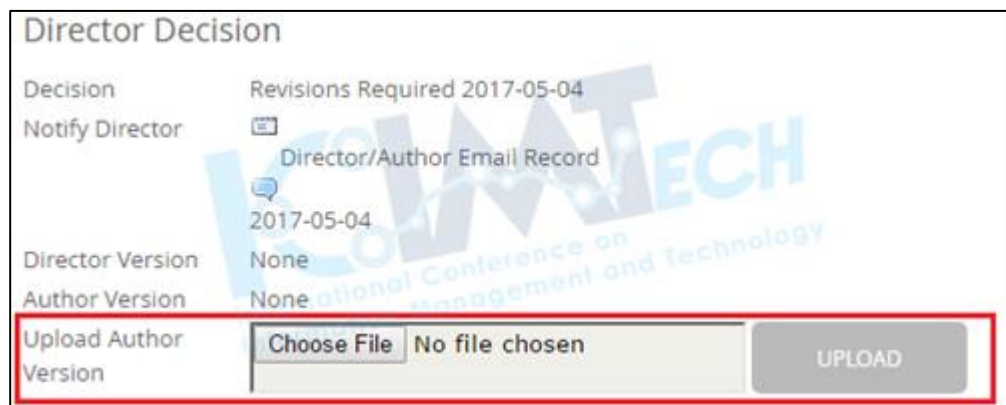 Director Decision
Decision Revisions Required 2017-05-04
Notify Director
Director/Author Email Record
2017-05-04
Director Version None
Author Version None
Upload Author Version
Choose File No file chosen
UPLOAD
ICIMTECH
International Conference on
Management and Technology